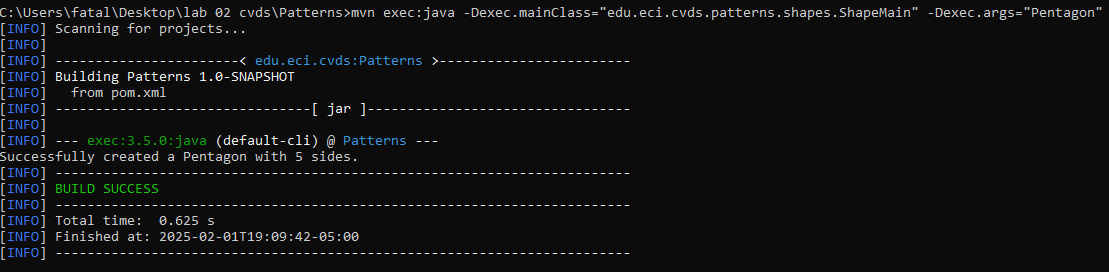 C:\Users\fatal\Desktop\lab 02 cvds\Patterns>mvn exec:java -Dexec.mainClass="edu.eci.cvds.patterns.shapes.ShapeMain" -Dexec.args="Pentagon"
[INFO] Scanning for projects...
[INFO]
[INFO] -----------------------< edu.eci.cvds:Patterns >------------------------
[INFO] Building Patterns 1.0-SNAPSHOT
[INFO]   from pom.xml
[INFO] --------------------------------[ jar ]---------------------------------
[INFO]
[INFO] --- exec:3.5.0:java (default-cli) @ Patterns ---
Successfully created a Pentagon with 5 sides.
[INFO] ------------------------------------------------------------------------
[INFO] BUILD SUCCESS
[INFO] ------------------------------------------------------------------------
[INFO] Total time:  0.625 s
[INFO] Finished at: 2025-02-01T19:09:42-05:00
[INFO] ------------------------------------------------------------------------